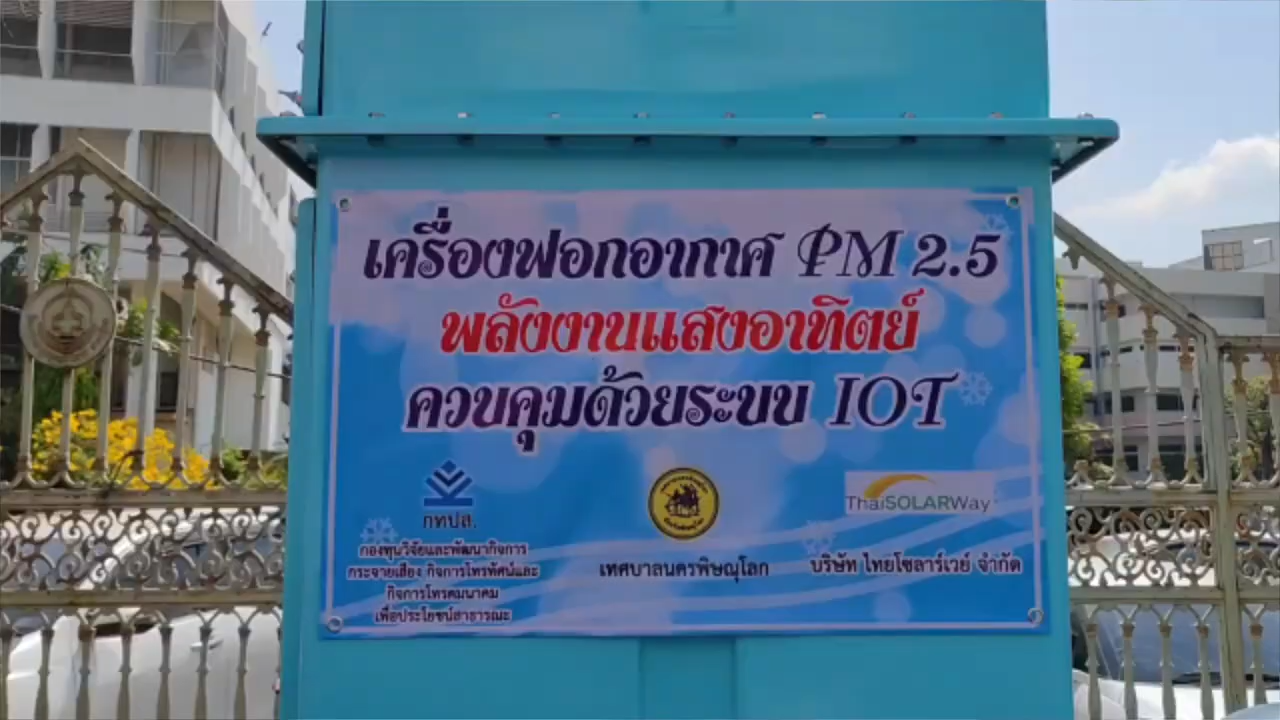 เครื่องฟอกอากาศ PM 2.5
พลังงานแสงอาทิตย์
ควบคุมด้วยระบบ IOT
กทปส.
กองทุนวิจัยและพัฒนากิจการ
กระจายเสียง กิจการโทรทัศน์และ
กิจการโทรคมนาคม
เพื่อประโยชน์สาธารณะ
เทศบาลนครพิษณุโลก
ThaiSOLARWay
บริษัท ไทยโซลาร์เวย์ จำกัด